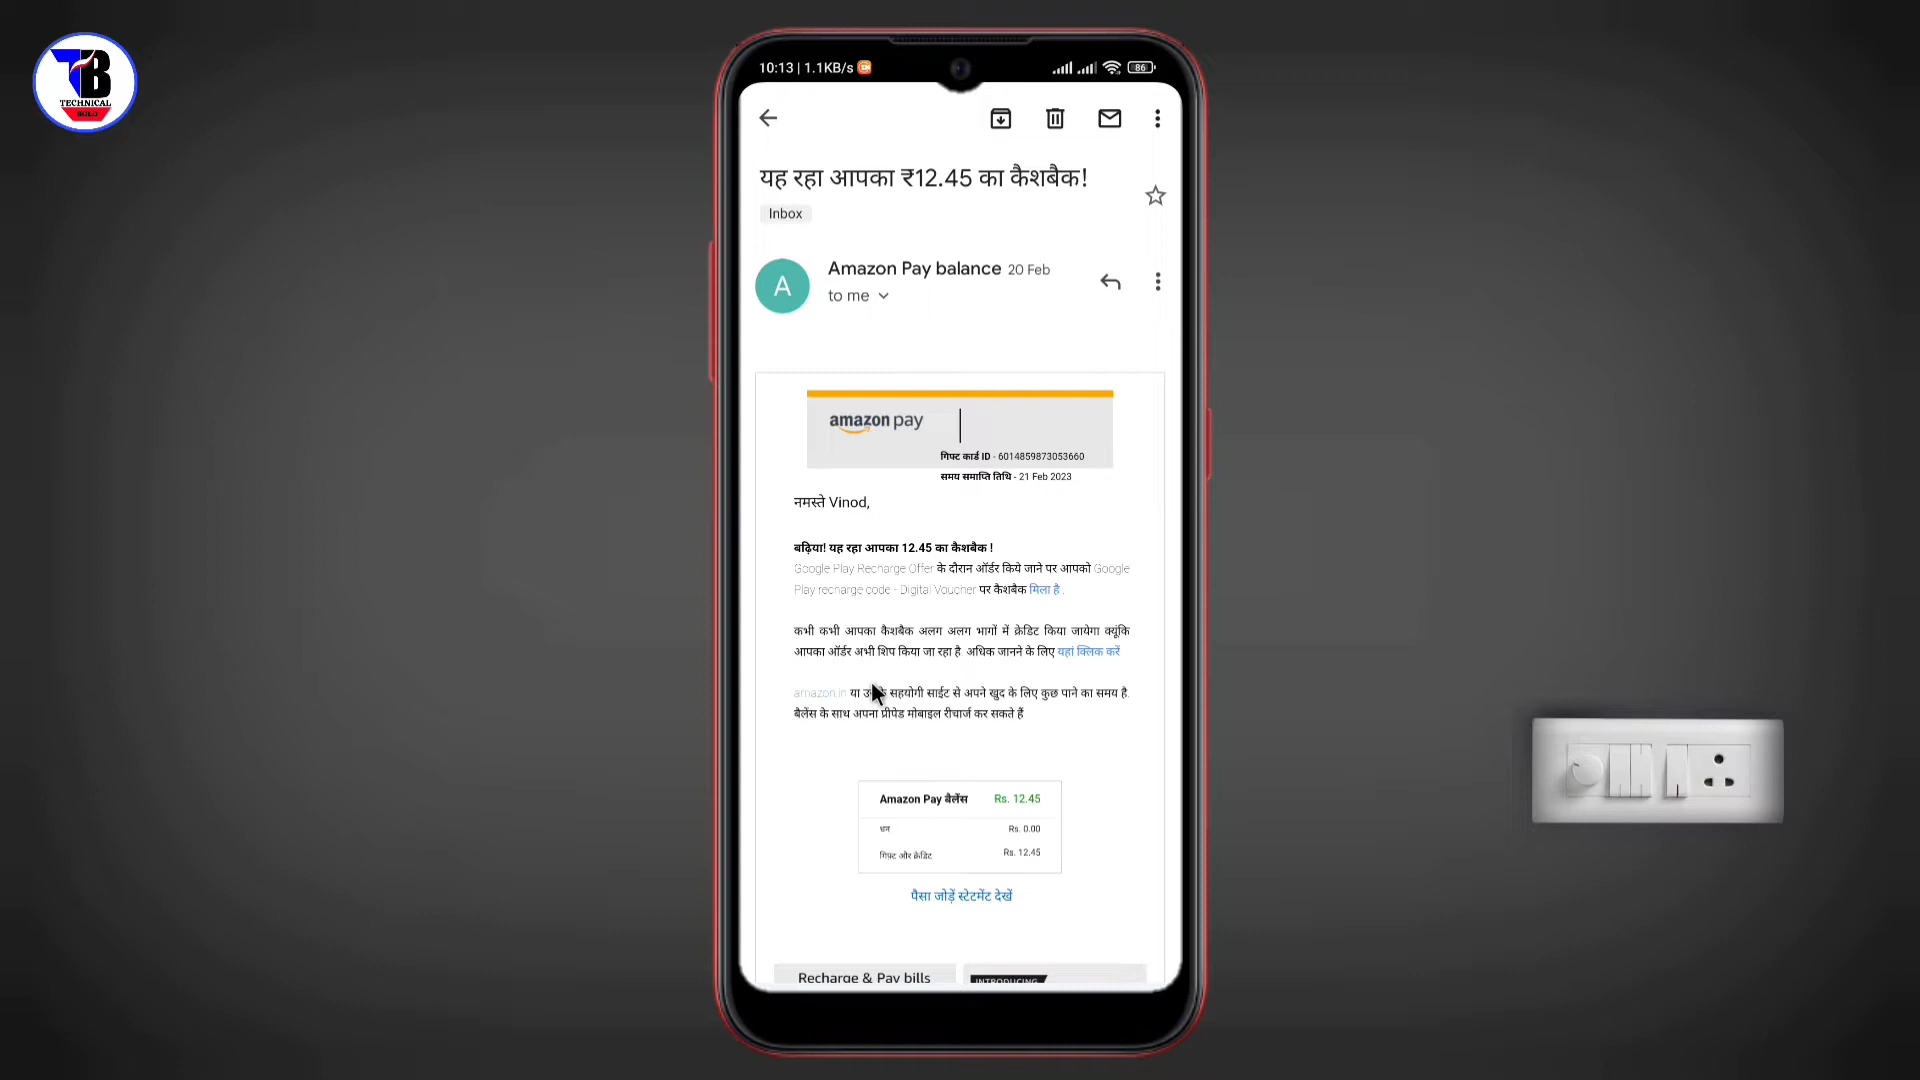 TB
TECHNICAL
10:13 | 1.1KB/s
86
यह रहा आपका ₹12.45 का कैशबैक!
Inbox
A
Amazon Pay balance 20 Feb
to me
amazon pay
गिफ्ट कार्ड ID - 6014859873053660
समय समाप्ति तिथि - 21 Feb 2023
नमस्ते Vinod,
बढ़िया! यह रहा आपका 12.45 का कैशबैक !
Google Play Recharge Offer के दौरान ऑर्डर किये जाने पर आपको Google
Play recharge code - Digital Voucher पर कैशबैक मिला है .
कभी कभी आपका कैशबैक अलग अलग भागों में क्रेडिट किया जायेगा क्यूंकि
आपका ऑर्डर अभी शिप किया जा रहा है. अधिक जानने के लिए यहां क्लिक करें
amazon.in या सहयोगी साईट से अपने खुद के लिए कुछ पाने का समय है.
बैलेंस के साथ अपना प्रीपेड मोबाइल रीचार्ज कर सकते हैं
Amazon Pay बैलेंस Rs. 12.45
धन Rs. 0.00
गिफ़्ट और क्रेडिट Rs. 12.45
पैसा जोड़ें स्टेटमेंट देखें
Recharge & Pay bills
INTRODUCING